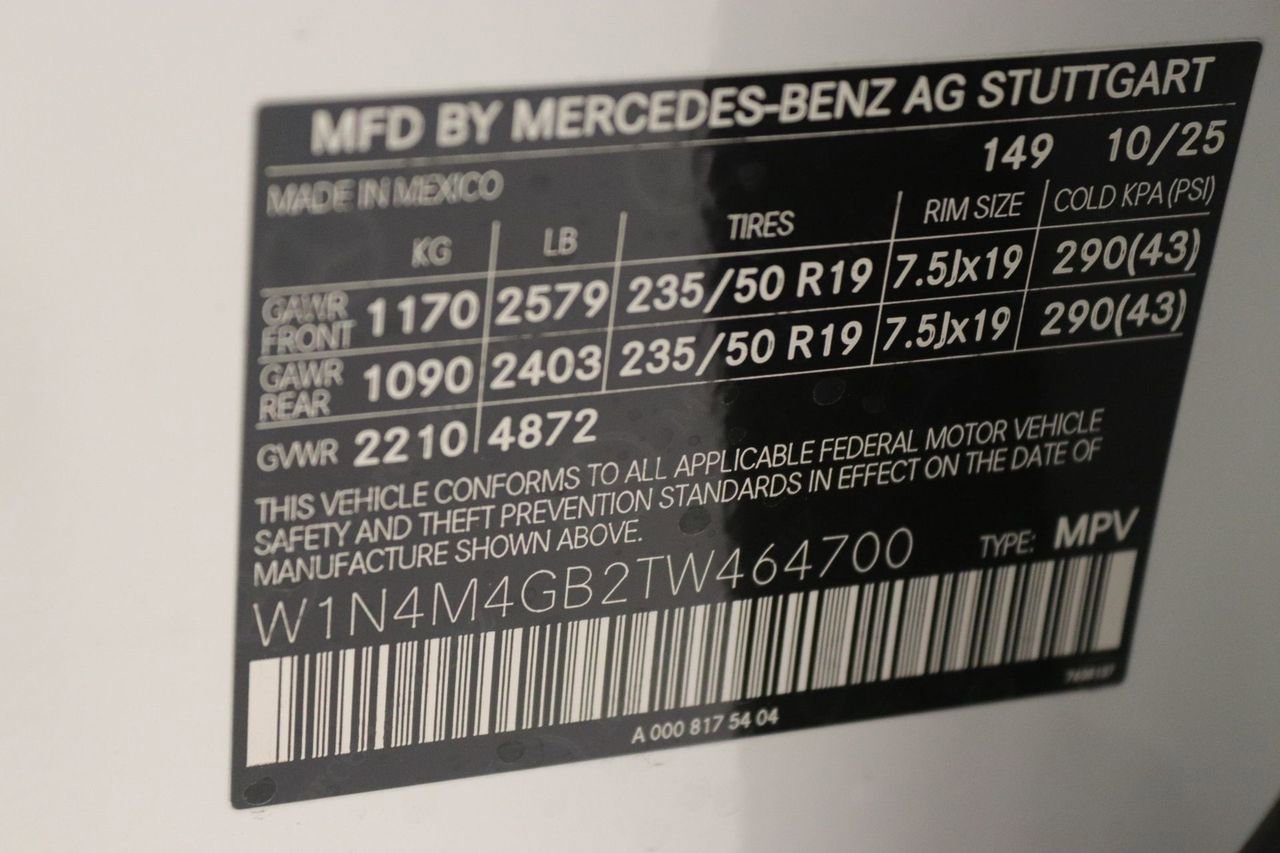 MFD BY MERCEDES-BENZ AG STUTTGART
149 10/25
MADE IN MEXICO
KG LB TIRES RIM SIZE COLD KPA (PSI)
GAWR FRONT 1170 2579 235/50 R19 7.5Jx19 290(43)
GAWR REAR 1090 2403 235/50 R19 7.5Jx19 290(43)
GVWR 2210 4872
THIS VEHICLE CONFORMS TO ALL APPLICABLE FEDERAL MOTOR VEHICLE
SAFETY AND THEFT PREVENTION STANDARDS IN EFFECT ON THE DATE OF
MANUFACTURE SHOWN ABOVE.
W1N4M4GB2TW464700 TYPE: MPV
A 000 817 54 04